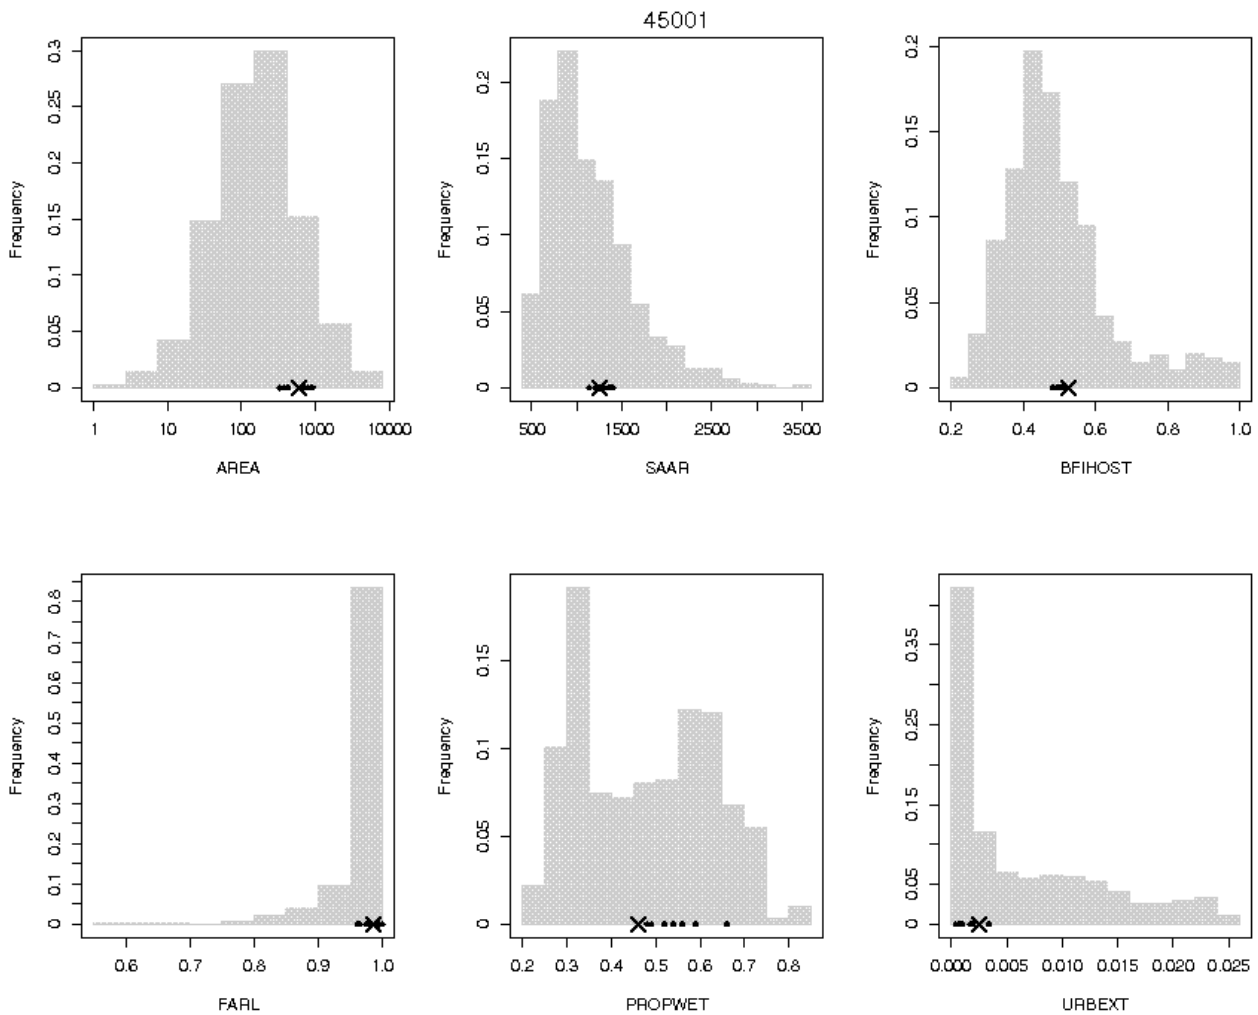 45001
Frequency
0 0.05 0.1 0.15 0.2 0.25 0.3
1 10 100 1000 10000
AREA
Frequency
0 0.05 0.1 0.15 0.2
500 1500 2500 3500
SAAR
Frequency
0 0.05 0.1 0.15 0.2
0.2 0.4 0.6 0.8 1.0
BFIHOST
Frequency
0 0.1 0.2 0.3 0.4 0.5 0.6 0.7 0.8
0.6 0.7 0.8 0.9 1.0
FARL
Frequency
0 0.05 0.1 0.15
0.2 0.3 0.4 0.5 0.6 0.7 0.8
PROPWET
Frequency
0 0.05 0.15 0.25 0.35
0.000 0.005 0.010 0.015 0.020 0.025
URBEXT